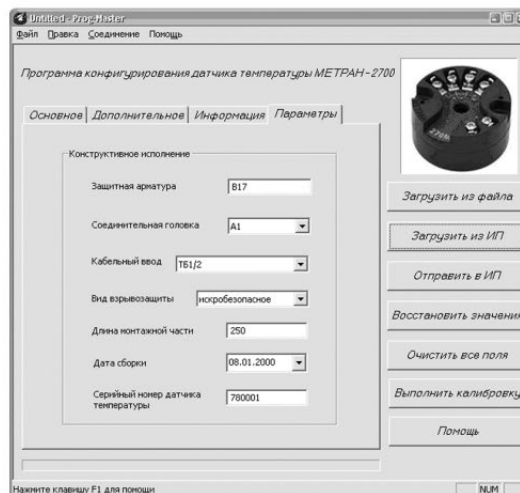 Untitled - Prog-Master
Файл Правка Соединение Помощь
Программа конфигурирования датчика температуры МЕТРАН-2700
Основное Дополнительное Информация Параметры
Конструктивное исполнение
Защитная арматура В17
Соединительная головка А1
Кабельный ввод ТБ1/2
Вид взрывозащиты искробезопасное
Длина монтажной части 250
Дата сборки 08.01.2000
Серийный номер датчика
температуры 780001
Загрузить из файла
Загрузить из ИП
Отправить в ИП
Восстановить значения
Очистить все поля
Выполнить калибровку
Помощь
Нажмите клавишу F1 для помощи NUM